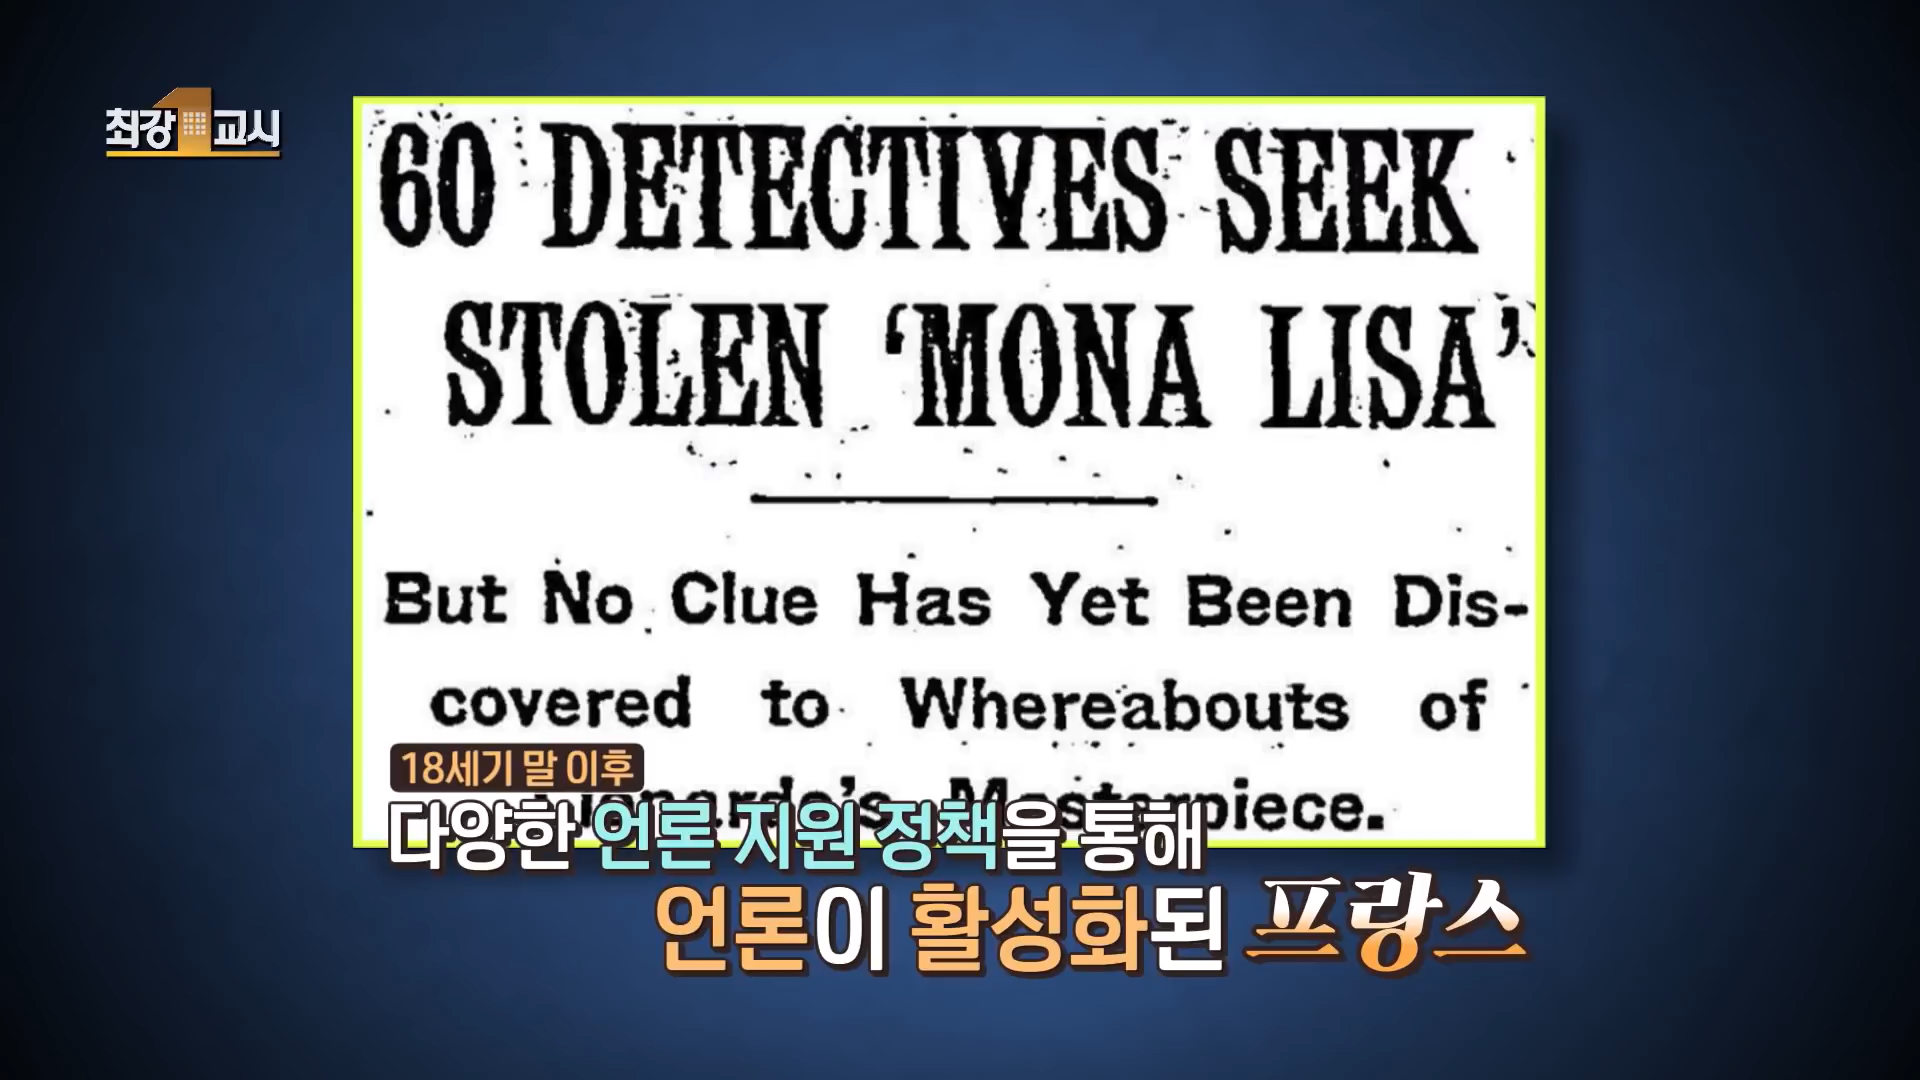 최강1교시
60 DETECTIVES SEEK
STOLEN ‘MONA LISA’
But No Clue Has Yet Been Dis-
covered to Whereabouts of
Masterpiece.
18세기 말 이후
다양한 언론 지원 정책을 통해
언론이 활성화된 프랑스